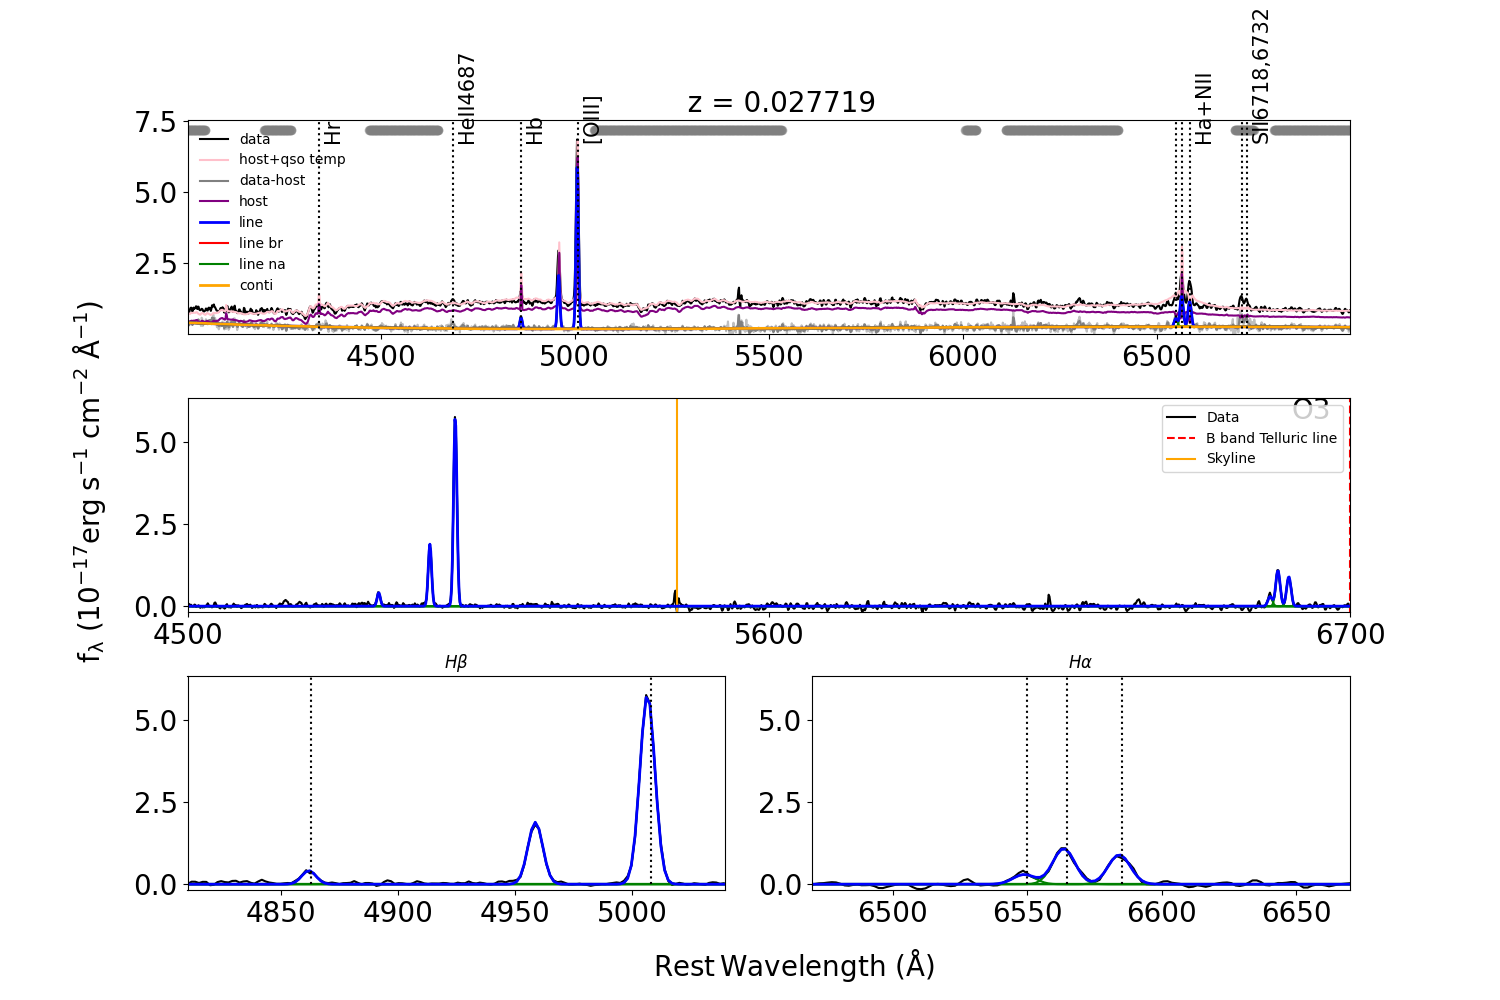 z = 0.027719
Hr
HeII4687
Hb
[OIII]
Ha+NII
SII6718,6732
7.5
5.0
2.5
data
host+qso temp
data-host
host
line
line br
line na
conti
4500 5000 5500 6000 6500
fλ (10⁻¹⁷erg s⁻¹ cm⁻² Å⁻¹)
O3
5.0
2.5
0.0
Data
B band Telluric line
Skyline
4500 5600 6700
Hβ
5.0
2.5
0.0
4850 4900 4950 5000
Hα
5.0
2.5
0.0
6500 6550 6600 6650
Rest Wavelength (Å)